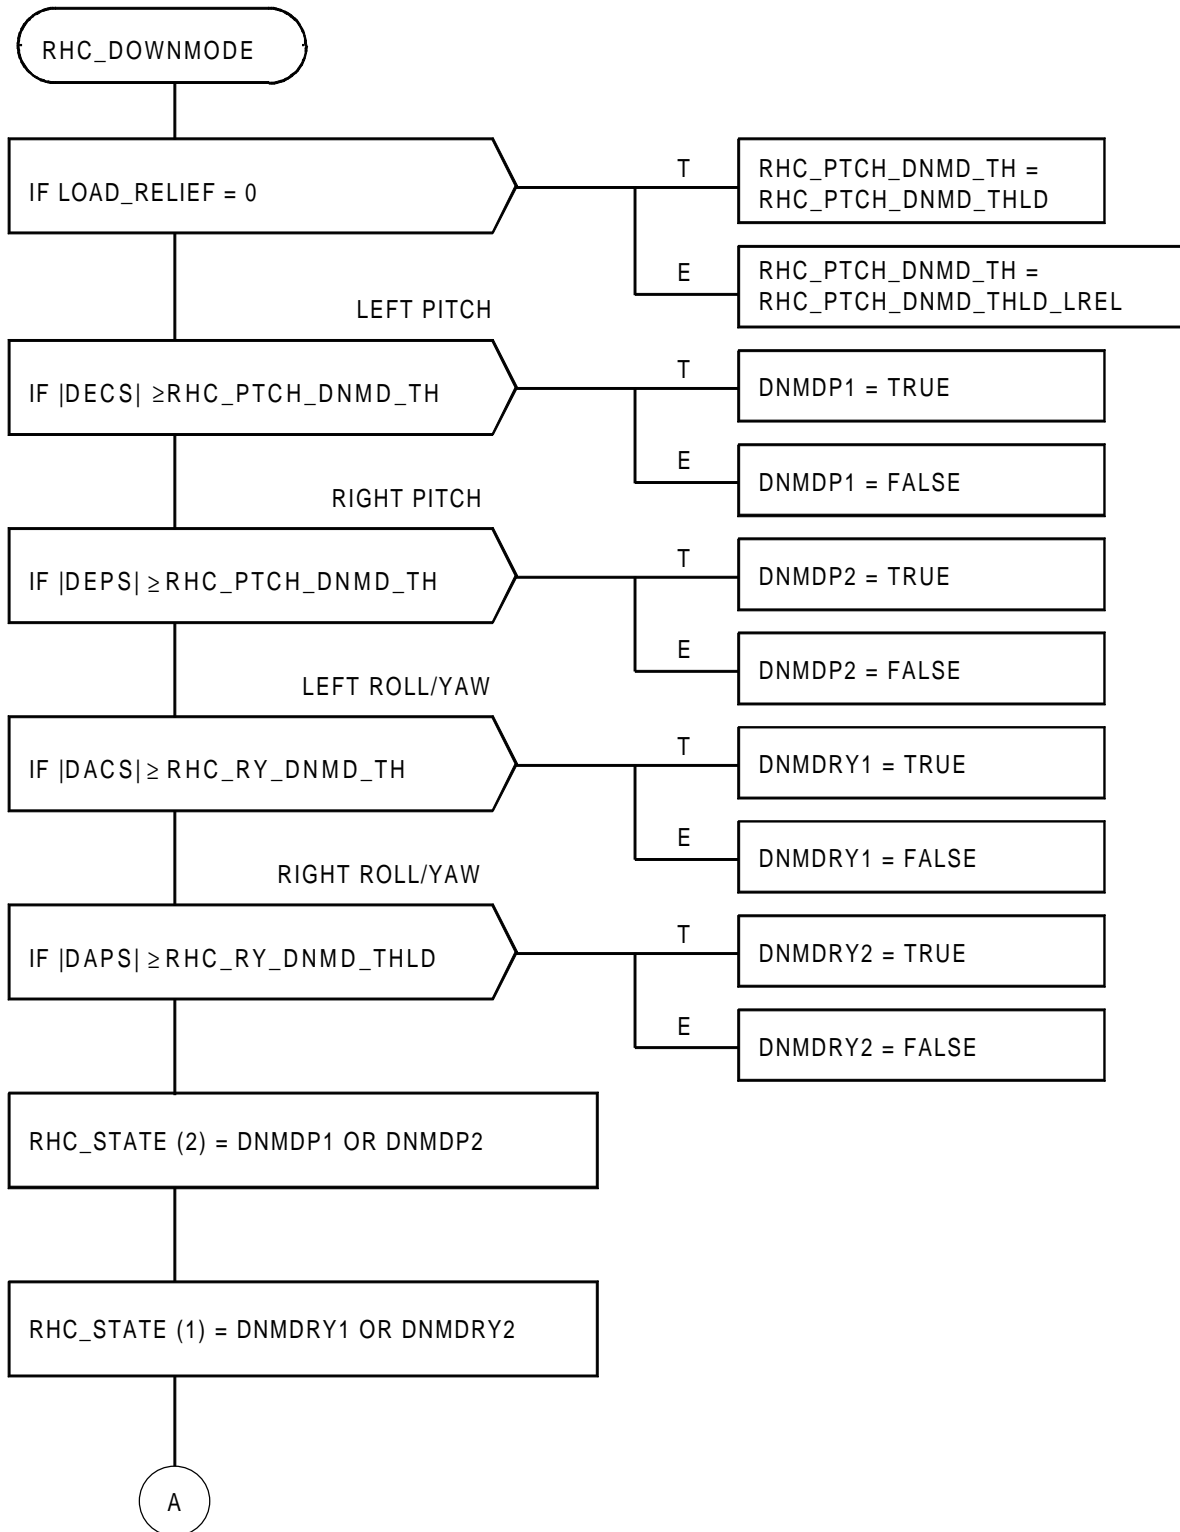 RHC_DOWNMODE
IF LOAD_RELIEF = 0
T
RHC_PTCH_DNMD_TH =
RHC_PTCH_DNMD_THLD
E
RHC_PTCH_DNMD_TH =
RHC_PTCH_DNMD_THLD_LREL
LEFT PITCH
IF |DECS| ≥RHC_PTCH_DNMD_TH
T
DNMDP1 = TRUE
E
DNMDP1 = FALSE
RIGHT PITCH
IF |DEPS| ≥ RHC_PTCH_DNMD_TH
T
DNMDP2 = TRUE
E
DNMDP2 = FALSE
LEFT ROLL/YAW
IF |DACS| ≥ RHC_RY_DNMD_TH
T
DNMDRY1 = TRUE
E
DNMDRY1 = FALSE
RIGHT ROLL/YAW
IF |DAPS| ≥ RHC_RY_DNMD_THLD
T
DNMDRY2 = TRUE
E
DNMDRY2 = FALSE
RHC_STATE (2) = DNMDP1 OR DNMDP2
RHC_STATE (1) = DNMDRY1 OR DNMDRY2
A